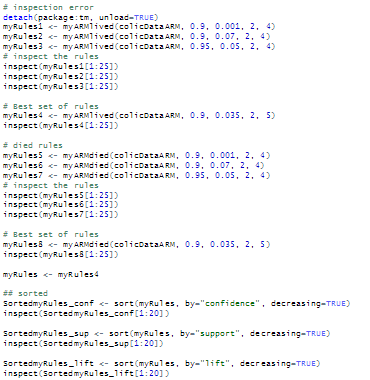 # inspection error
detach(package:tm, unload=TRUE)
myRules1 <- myARMlived(colicDataARM, 0.9, 0.001, 2, 4)
myRules2 <- myARMlived(colicDataARM, 0.9, 0.07, 2, 4)
myRules3 <- myARMlived(colicDataARM, 0.95, 0.05, 2, 4)
# inspect the rules
inspect(myRules1[1:25])
inspect(myRules2[1:25])
inspect(myRules3[1:25])
# Best set of rules
myRules4 <- myARMlived(colicDataARM, 0.9, 0.035, 2, 5)
inspect(myRules4[1:25])
# died rules
myRules5 <- myARMdied(colicDataARM, 0.9, 0.001, 2, 4)
myRules6 <- myARMdied(colicDataARM, 0.9, 0.07, 2, 4)
myRules7 <- myARMdied(colicDataARM, 0.95, 0.05, 2, 4)
# inspect the rules
inspect(myRules5[1:25])
inspect(myRules6[1:25])
inspect(myRules7[1:25])
# Best set of rules
myRules8 <- myARMdied(colicDataARM, 0.9, 0.035, 2, 5)
inspect(myRules8[1:25])
myRules <- myRules4
## sorted
SortedmyRules_conf <- sort(myRules, by="confidence", decreasing=TRUE)
inspect(SortedmyRules_conf[1:20])
SortedmyRules_sup <- sort(myRules, by="support", decreasing=TRUE)
inspect(SortedmyRules_sup[1:20])
SortedmyRules_lift <- sort(myRules, by="lift", decreasing=TRUE)
inspect(SortedmyRules_lift[1:20])